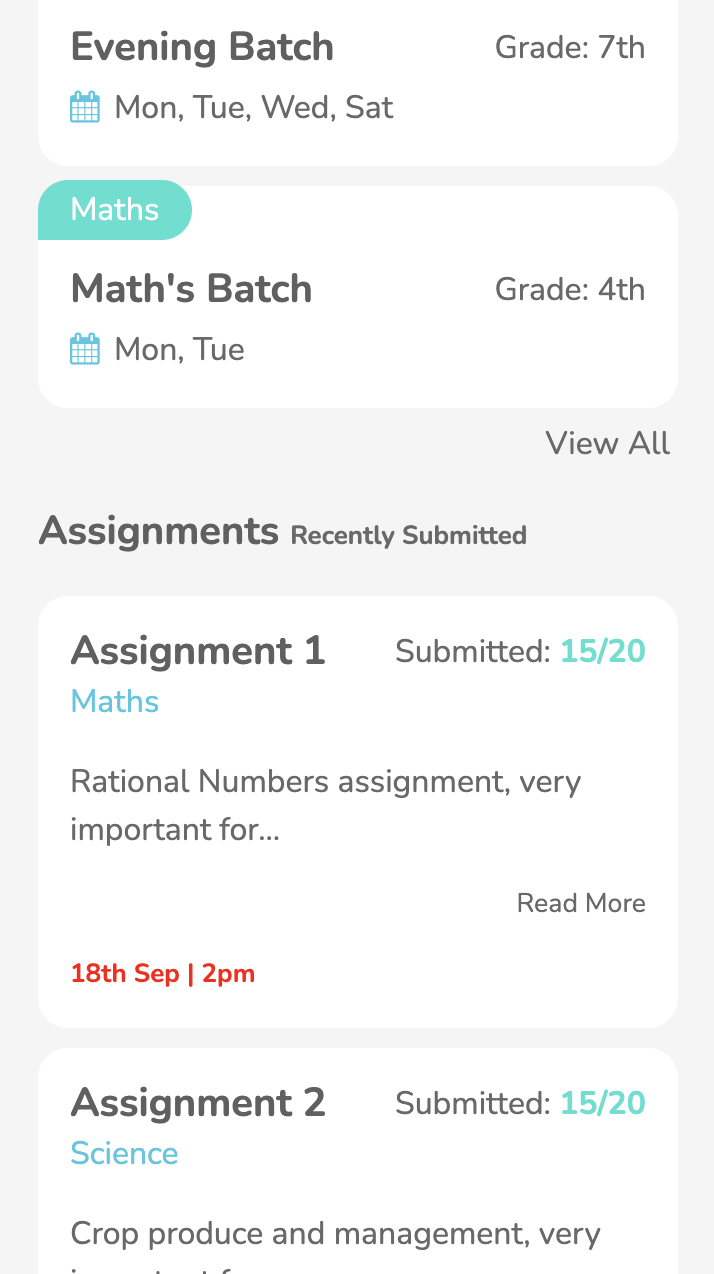 Evening Batch Grade: 7th
Mon, Tue, Wed, Sat
Maths
Math's Batch Grade: 4th
Mon, Tue
View All
Assignments Recently Submitted
Assignment 1 Submitted: 15/20
Maths
Rational Numbers assignment, very
important for...
Read More
18th Sep | 2pm
Assignment 2 Submitted: 15/20
Science
Crop produce and management, very